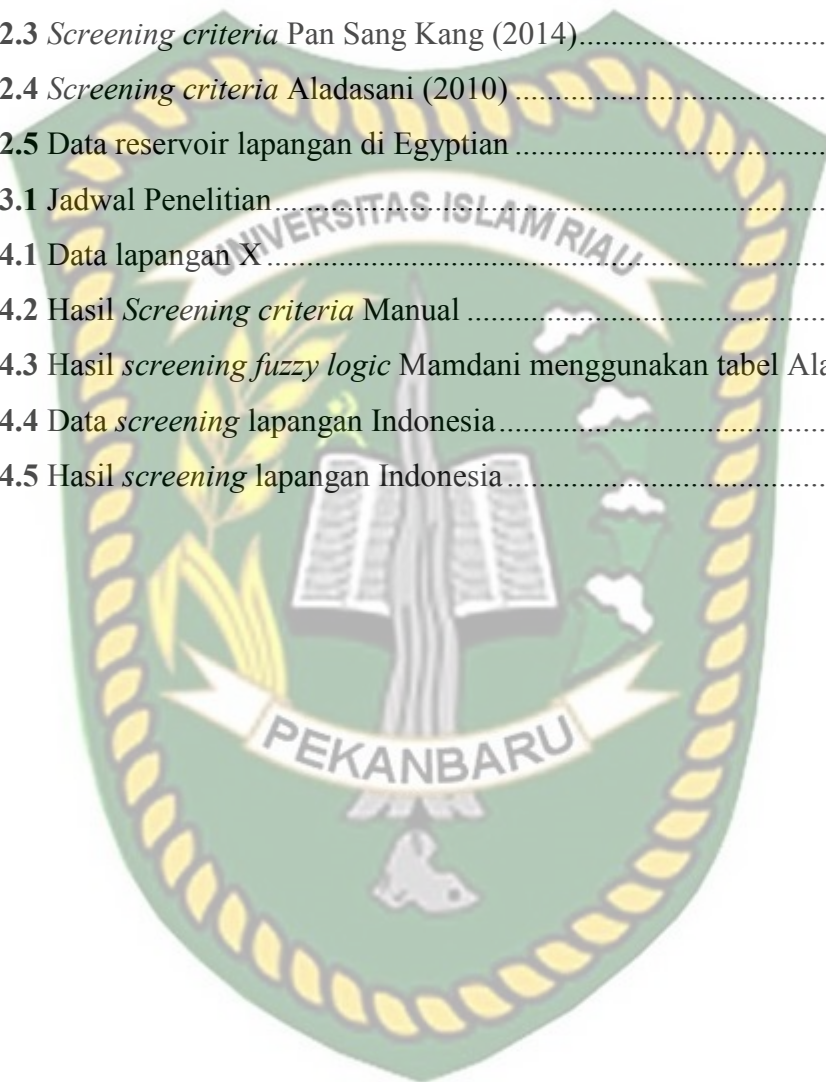 2.3 Screening criteria Pan Sang Kang (2014)
2.4 Screening criteria Aladasani (2010)
2.5 Data reservoir lapangan di Egyptian
3.1 Jadwal Penelitian
UNIVERSITAS ISLAM RIAU
4.1 Data lapangan X
4.2 Hasil Screening criteria Manual
4.3 Hasil screening fuzzy logic Mamdani menggunakan tabel Ala
4.4 Data screening lapangan Indonesia
4.5 Hasil screening lapangan Indonesia
PEKANBARU